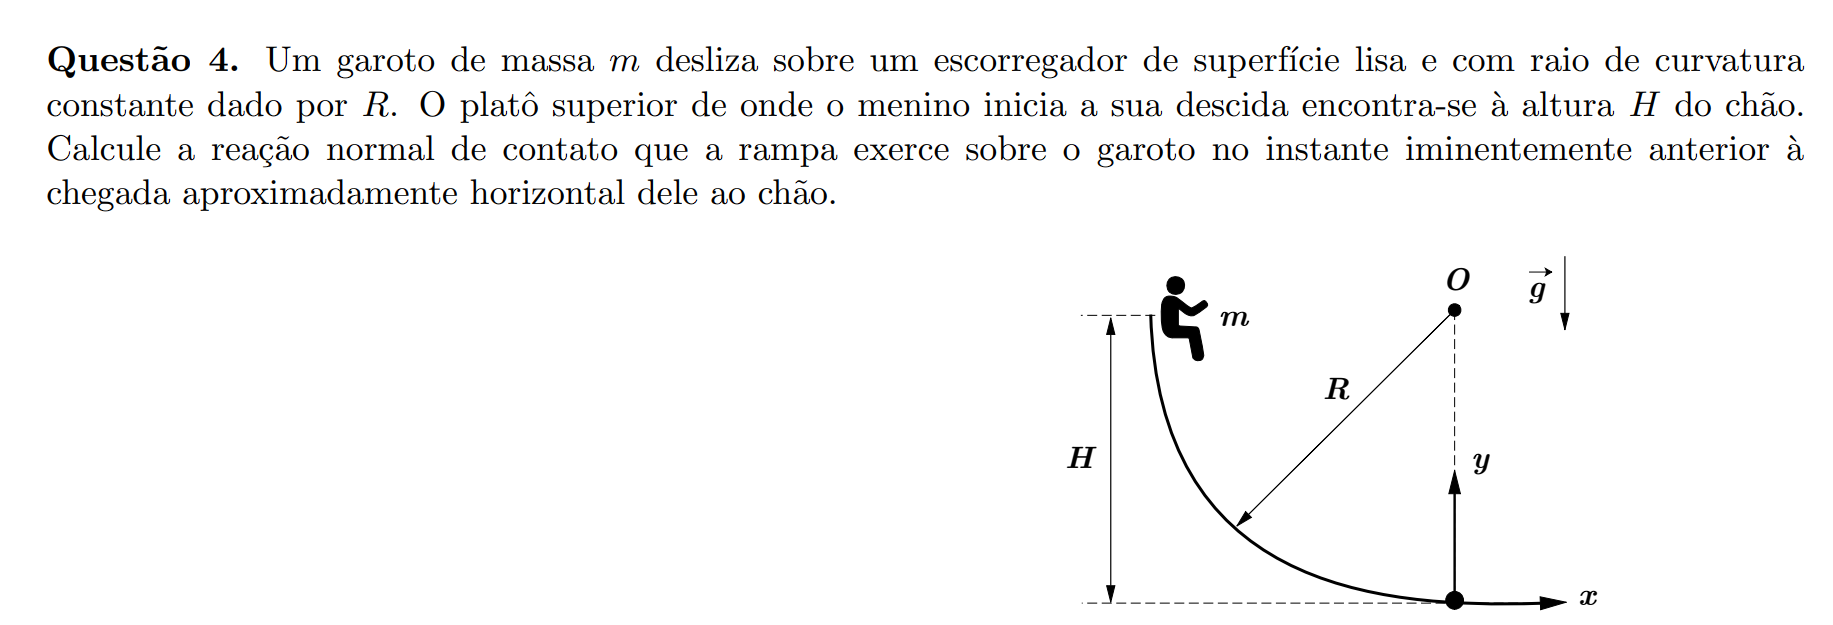 Questão 4. Um garoto de massa m desliza sobre um escorregador de superfície lisa e com raio de curvatura
constante dado por R. O platô superior de onde o menino inicia a sua descida encontra-se à altura H do chão.
Calcule a reação normal de contato que a rampa exerce sobre o garoto no instante iminentemente anterior à
chegada aproximadamente horizontal dele ao chão.
O
g
m
R
H
y
x